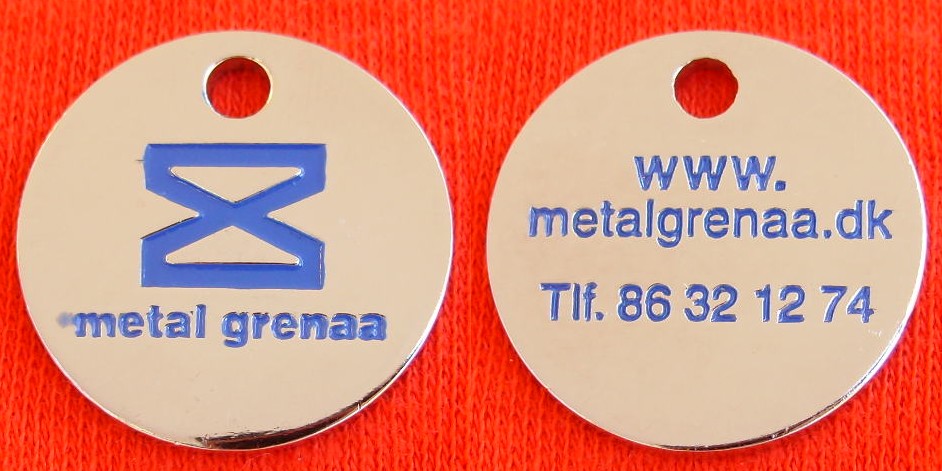 metal grenaa
www.
metalgrenaa.dk
Tlf. 86 32 12 74